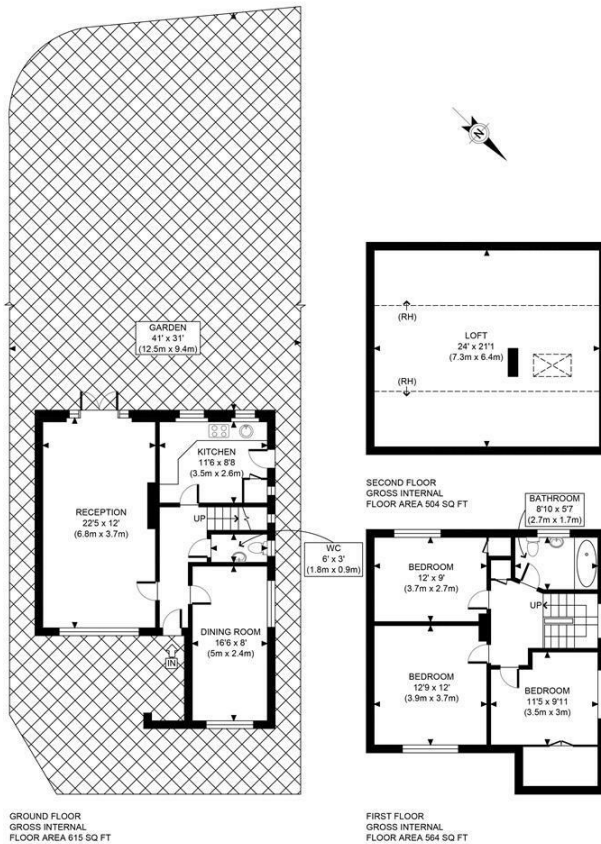 N
GARDEN
41' x 31'
(12.5m x 9.4m)
RECEPTION
22'5 x 12'
(6.8m x 3.7m)
KITCHEN
11'6 x 8'8
(3.5m x 2.6m)
UP
WC
6' x 3'
(1.8m x 0.9m)
DINING ROOM
16'6 x 8'
(5m x 2.4m)
IN
GROUND FLOOR
GROSS INTERNAL
FLOOR AREA 615 SQ FT
(RH)
LOFT
24' x 21'1
(7.3m x 6.4m)
(RH)
SECOND FLOOR
GROSS INTERNAL
FLOOR AREA 504 SQ FT
BATHROOM
8'10 x 5'7
(2.7m x 1.7m)
BEDROOM
12' x 9'
(3.7m x 2.7m)
UP
BEDROOM
12'9 x 12'
(3.9m x 3.7m)
BEDROOM
11'5 x 9'11
(3.5m x 3m)
FIRST FLOOR
GROSS INTERNAL
FLOOR AREA 564 SQ FT